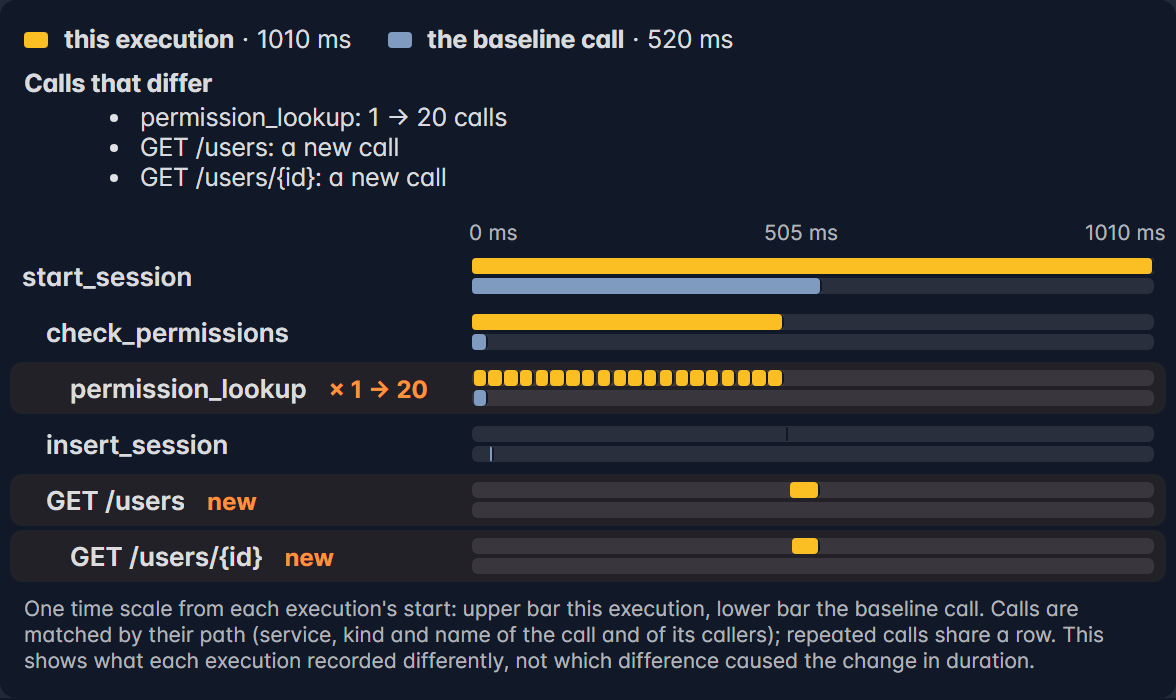 this execution · 1010 ms the baseline call · 520 ms
Calls that differ
• permission_lookup: 1 → 20 calls
• GET /users: a new call
• GET /users/{id}: a new call
0 ms 505 ms 1010 ms
start_session
check_permissions
permission_lookup × 1 → 20
insert_session
GET /users new
GET /users/{id} new
One time scale from each execution's start: upper bar this execution, lower bar the baseline call. Calls are
matched by their path (service, kind and name of the call and of its callers); repeated calls share a row. This
shows what each execution recorded differently, not which difference caused the change in duration.